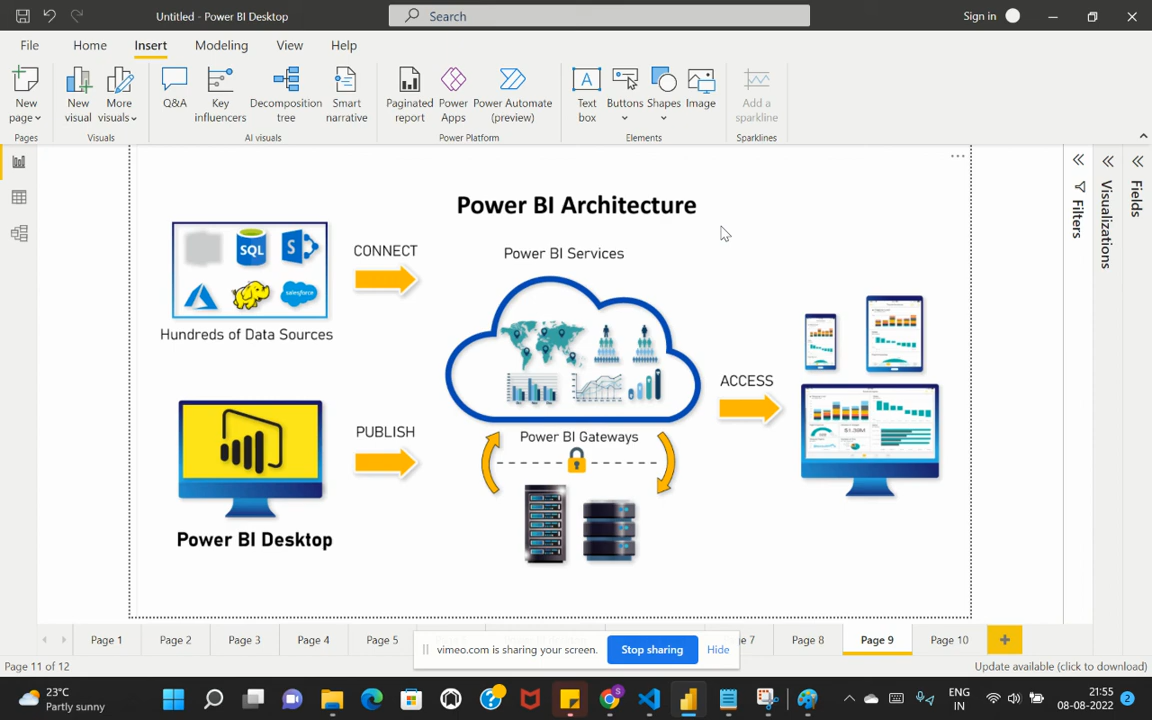 Untitled - Power BI Desktop
Search
Sign in
File
Home
Insert
Modeling
View
Help
New page
New visual
More visuals
Q&A
Key influencers
Decomposition tree
Smart narrative
Paginated report
Power Apps
Power Automate (preview)
Text box
Buttons
Shapes
Image
Add a sparkline
Pages
Visuals
AI visuals
Power Platform
Elements
Sparklines
Power BI Architecture
SQL
S
salesforce
Hundreds of Data Sources
CONNECT
Power BI Services
PUBLISH
Power BI Desktop
Power BI Gateways
ACCESS
Filters
Visualizations
Fields
Page 1
Page 2
Page 3
Page 4
Page 5
Page 8
Page 9
Page 10
vimeo.com is sharing your screen.
Stop sharing
Hide
Page 11 of 12
Update available (click to download)
23°C
Partly sunny
ENG
IN
21:55
08-08-2022
2